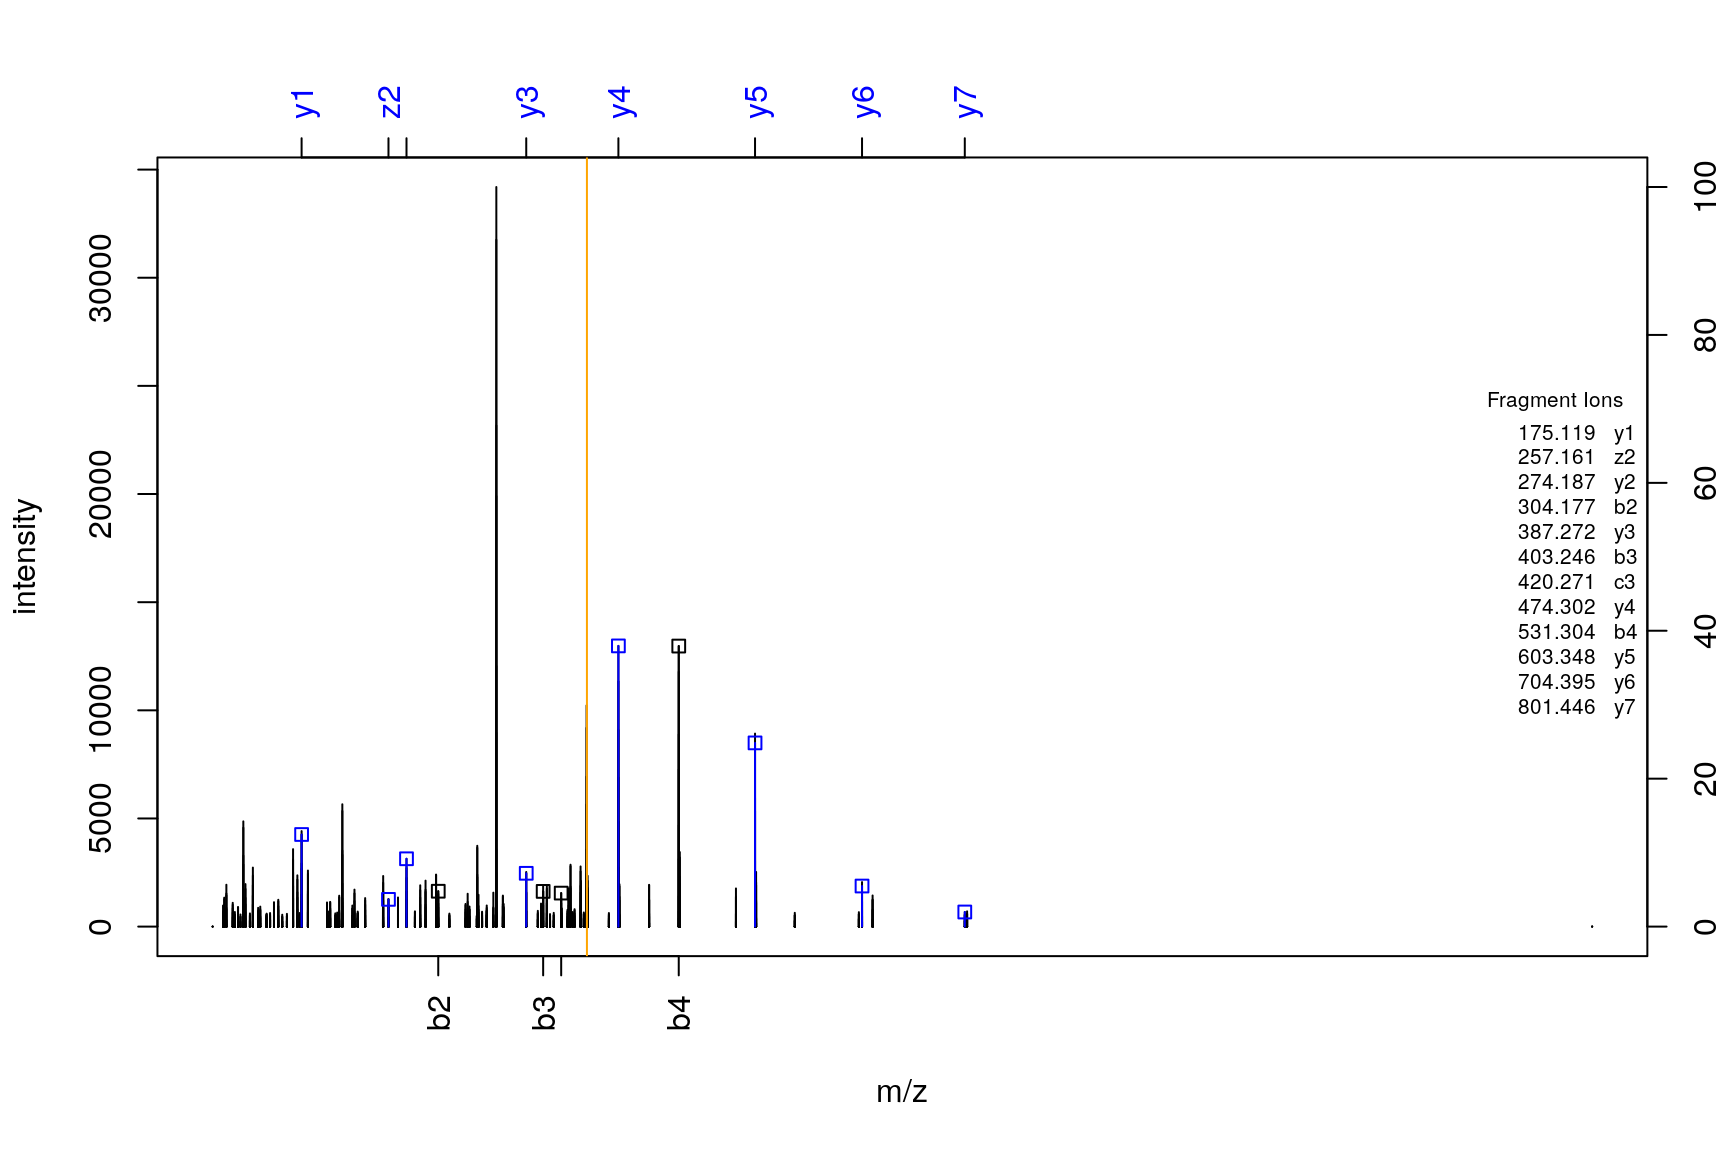 y1 z2 y3 y4 y5 y6 y7
30000
20000
10000
5000
0
intensity
100
80
60
40
20
0
Fragment Ions
175.119 y1
257.161 z2
274.187 y2
304.177 b2
387.272 y3
403.246 b3
420.271 c3
474.302 y4
531.304 b4
603.348 y5
704.395 y6
801.446 y7
b2 b3 b4
m/z